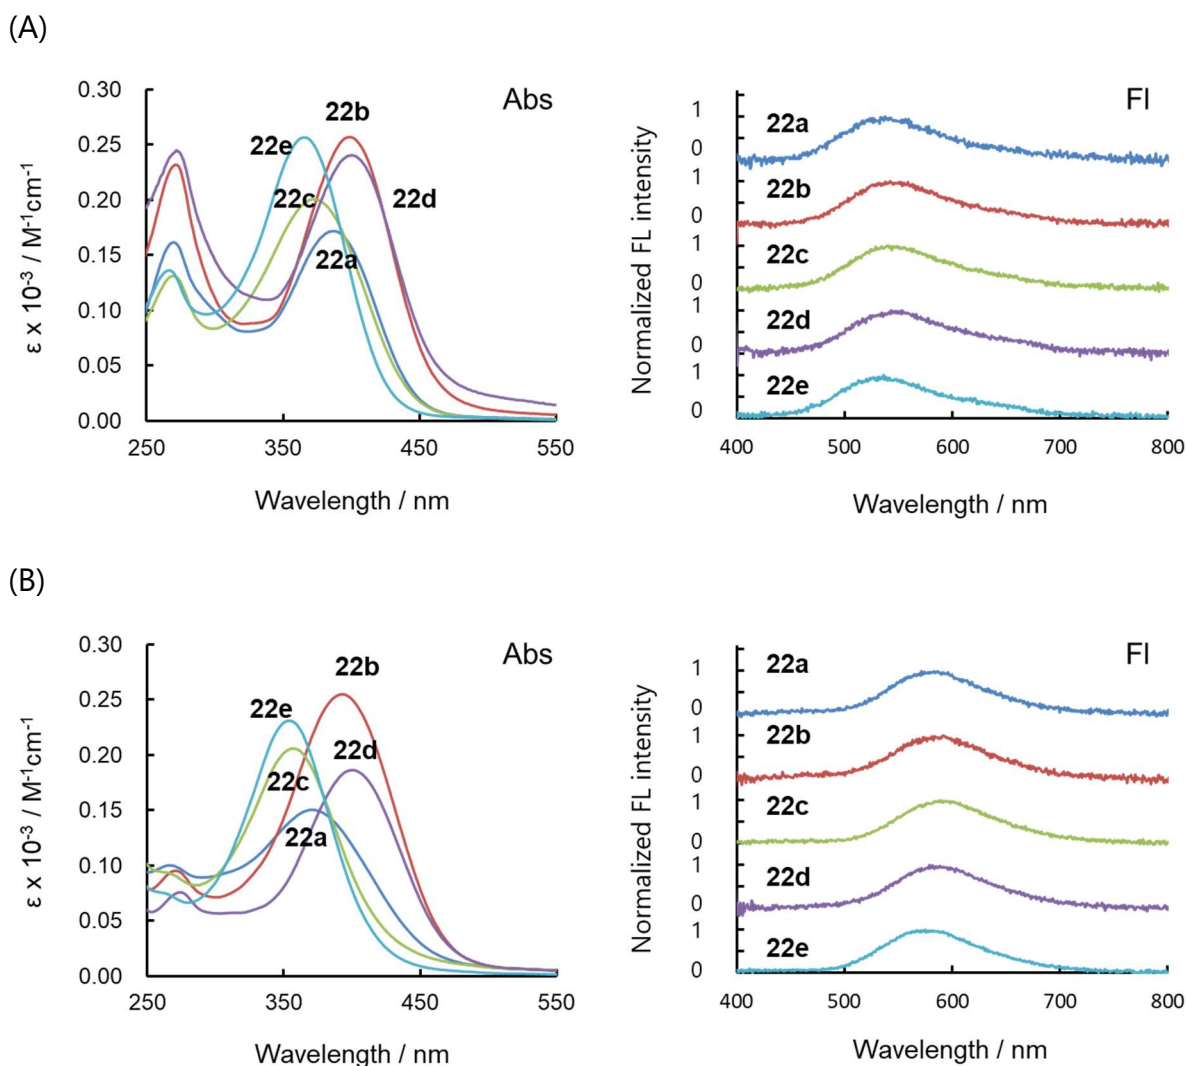 (A)
Abs
0.30
0.25
0.20
0.15
0.10
0.05
0.00
ε x 10⁻³ / M⁻¹cm⁻¹
22b
22e
22c
22d
22a
250
350
450
550
Wavelength / nm
Fl
Normalized FL intensity
1
22a
0
1
22b
0
1
22c
0
1
22d
0
1
22e
0
400
500
600
700
800
Wavelength / nm
(B)
Abs
0.30
0.25
0.20
0.15
0.10
0.05
0.00
ε x 10⁻³ / M⁻¹cm⁻¹
22b
22e
22d
22c
22a
250
350
450
550
Wavelength / nm
Fl
Normalized FL intensity
1
22a
0
1
22b
0
1
22c
0
1
22d
0
1
22e
0
400
500
600
700
800
Wavelength / nm